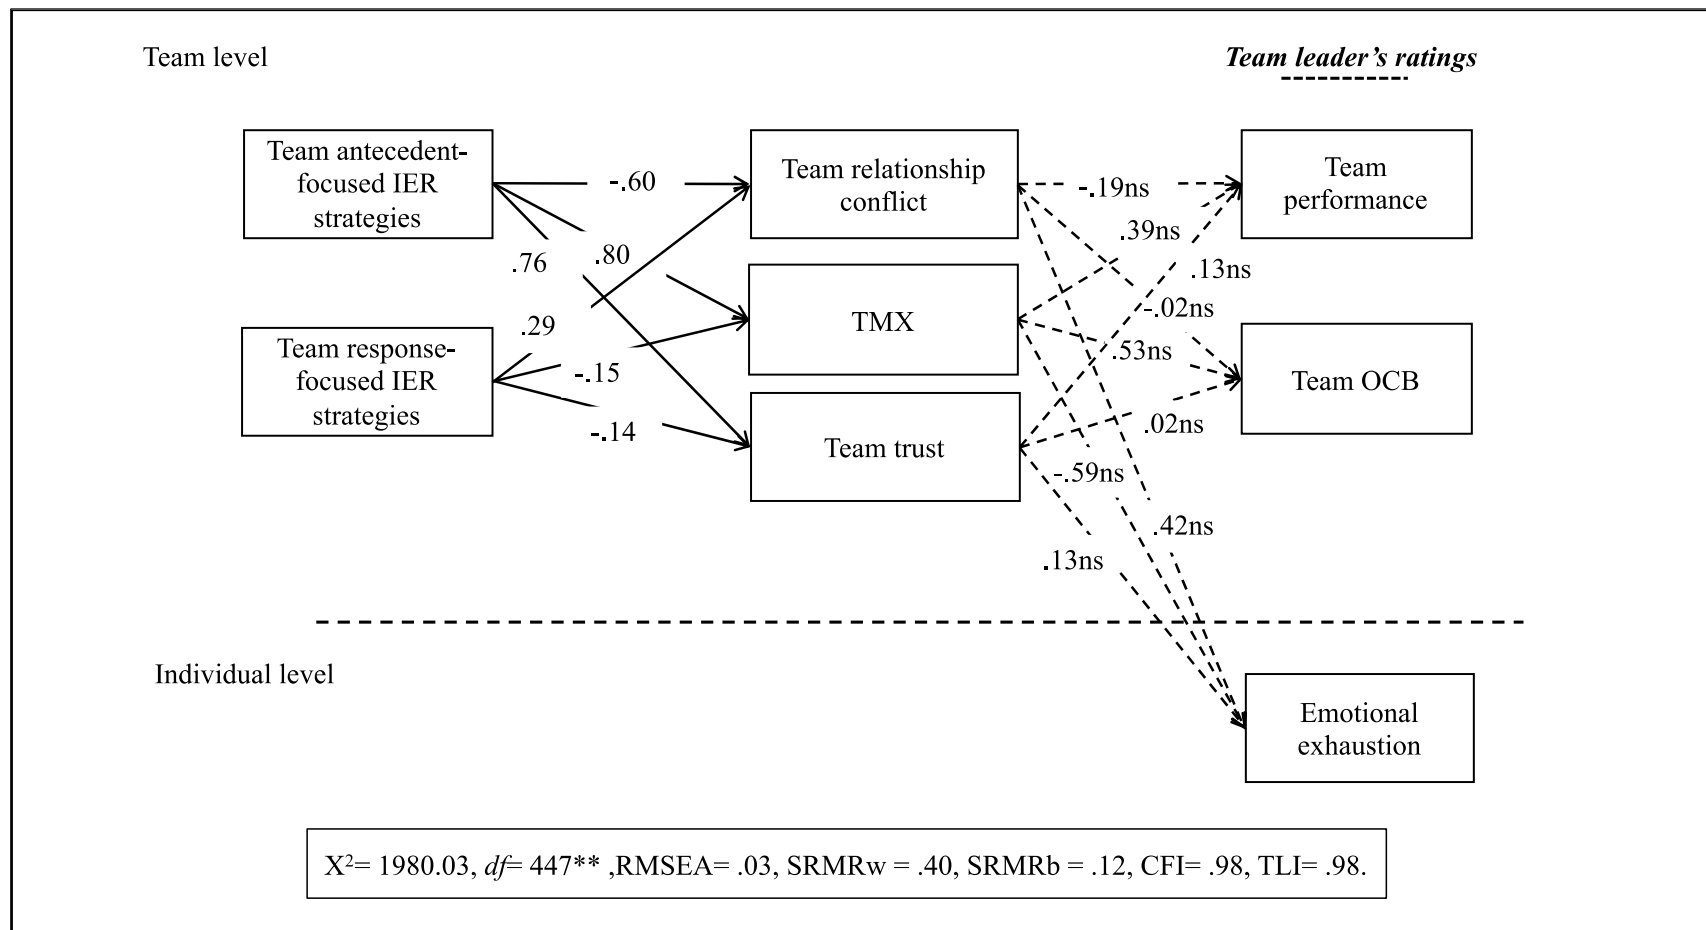 Team level
Team leader's ratings
Team antecedent-
focused IER
strategies
Team relationship
conflict
Team
performance
-.60
-.19ns
.39ns
.76
.80
.13ns
TMX
-.02ns
.29
Team response-
focused IER
strategies
.53ns
-.15
Team OCB
-.14
.02ns
Team trust
-.59ns
.42ns
.13ns
Individual level
Emotional
exhaustion
X²= 1980.03, df= 447** ,RMSEA= .03, SRMRw = .40, SRMRb = .12, CFI= .98, TLI= .98.